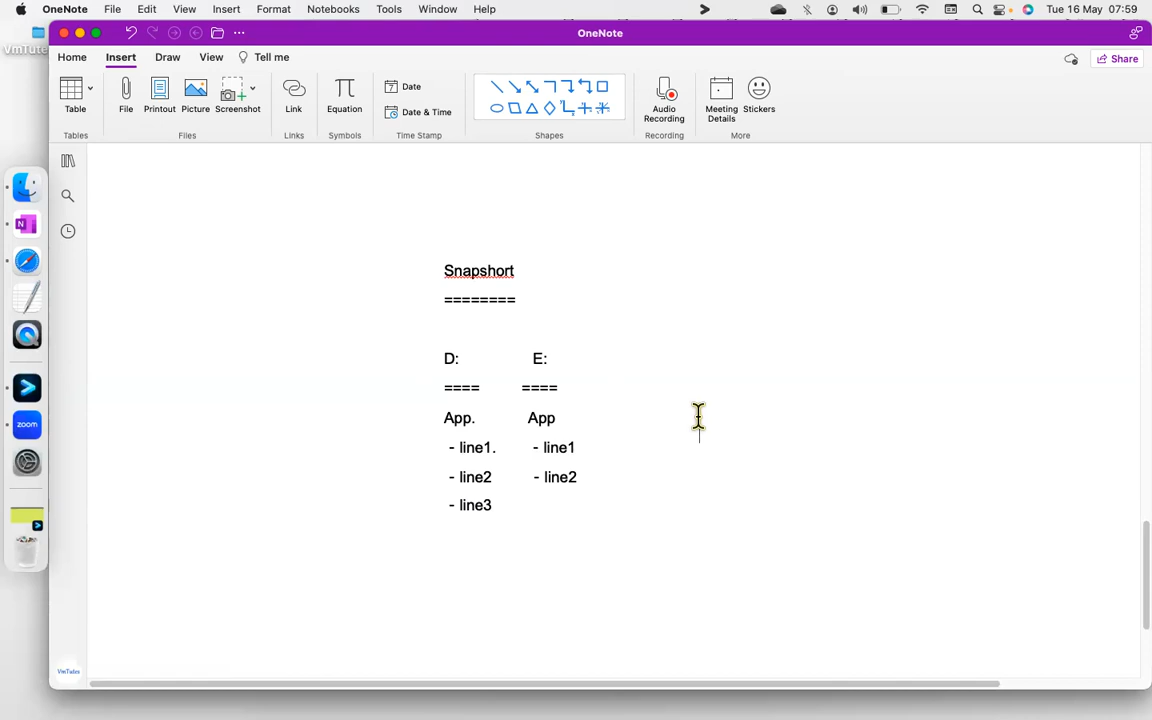 OneNote File Edit View Insert Format Notebooks Tools Window Help Tue 16 May 07:59
OneNote
Home Insert Draw View Tell me Share
Table File Printout Picture Screenshot Link Equation Date Date & Time Audio Recording Meeting Details Stickers
Tables Files Links Symbols Time Stamp Shapes Recording More
Snapshort
========
D: E:
==== ====
App. App
- line1. - line1
- line2 - line2
- line3
zoom
VmTutes